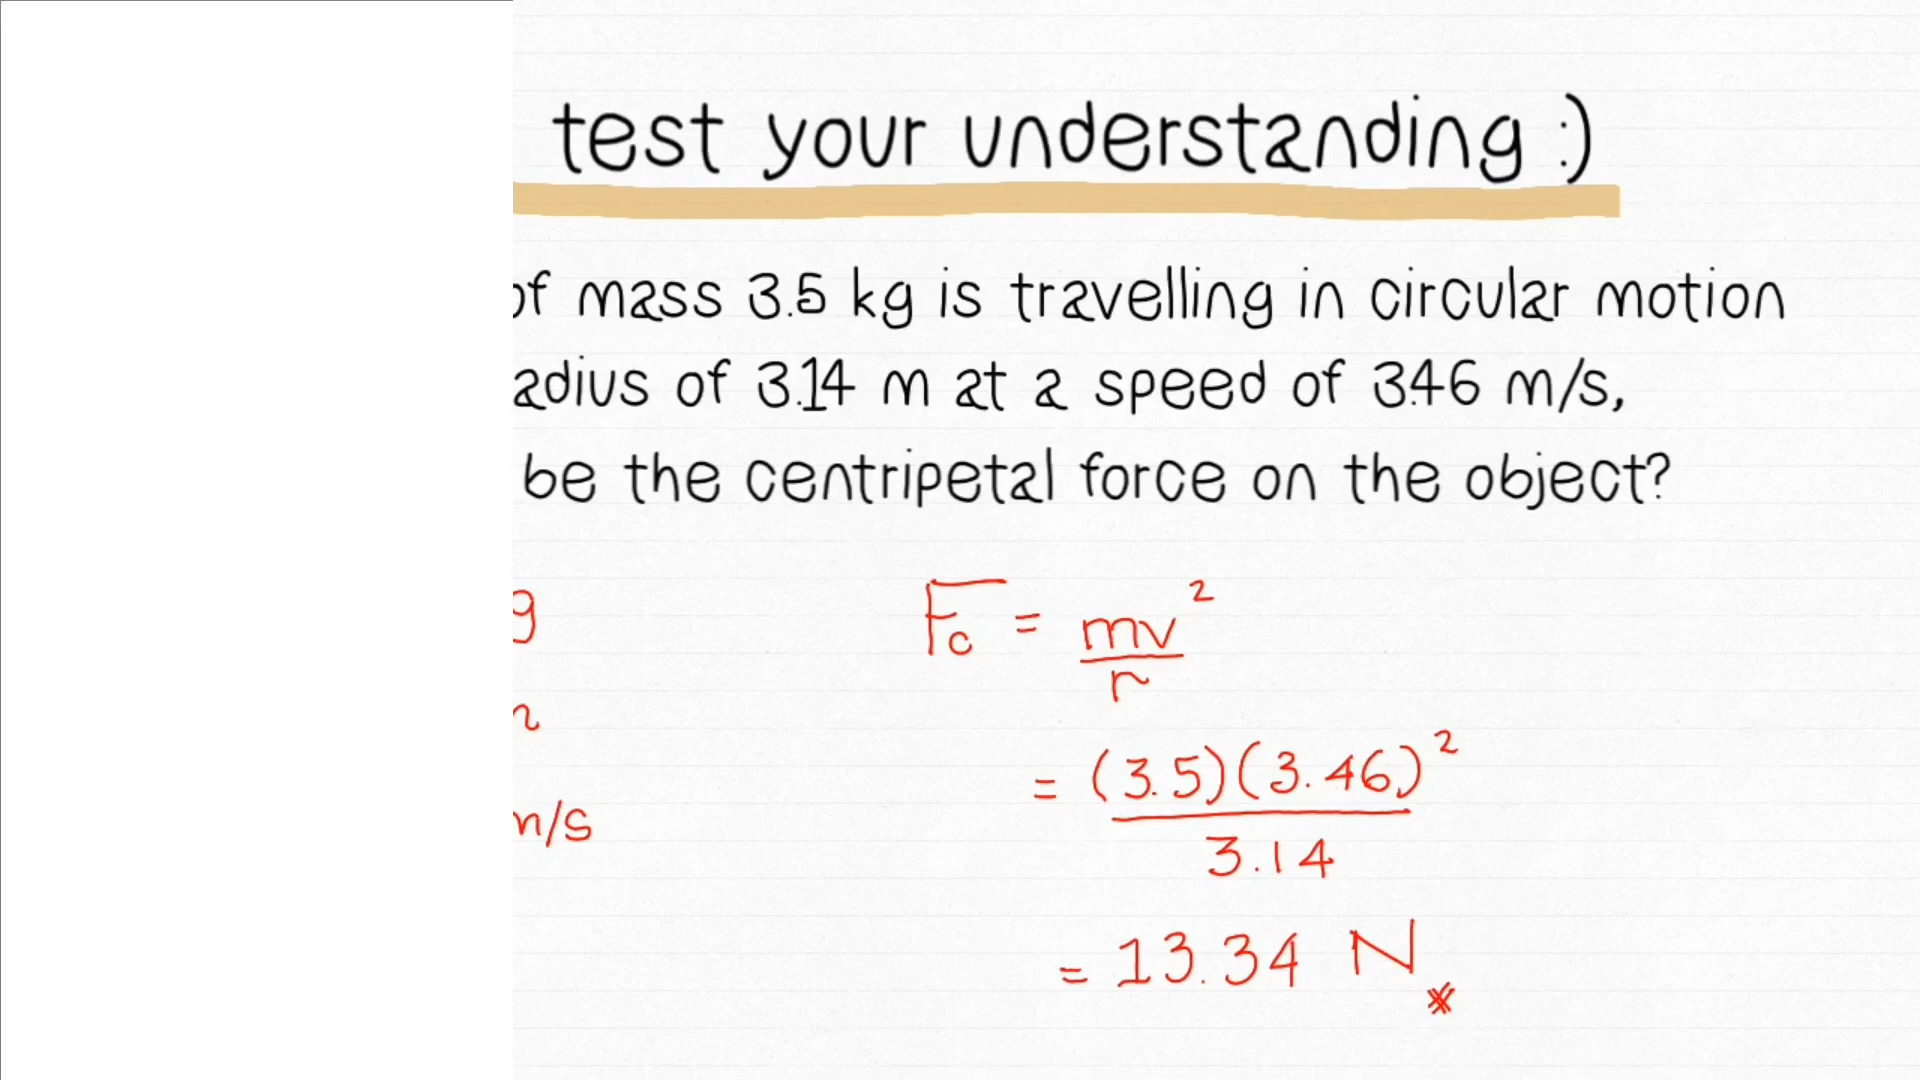 test your understanding :)
of mass 3.5 kg is travelling in circular motion
adius of 3.14 m at a speed of 3.46 m/s,
be the centripetal force on the object?
g
Fc = mv²
r
m/s
= (3.5)(3.46)²
3.14
= 13.34 N